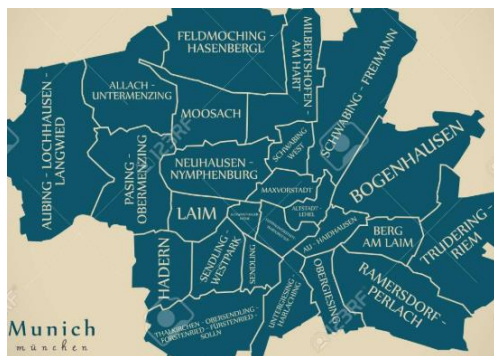 FELDMOCHING -
HASENBERGL
MILBERTSHOFEN -
AM HART
SCHWABING - FREIMANN
ALLACH -
UNTERMENZING
MOOSACH
AUBING - LOCHHAUSEN -
LANGWIED
PASING -
OBERMENZING
NEUHAUSEN -
NYMPHENBURG
SCHWABING
WEST
BOGENHAUSEN
MAXVORSTADT
ALTSTADT -
LEHEL
LAIM
HADERN
SENDLING -
WESTPARK
SENDLING
AU - HAIDHAUSEN
BERG
AM LAIM
TRUDERING -
RIEM
RAMERSDORF -
PERLACH
OBERGIESING
UNTERGIESING -
HARLACHING
THALKIRCHEN - OBERSENDLING -
FORSTENRIED - FÜRSTENRIED -
SOLLN
Munich
münchen
123RF